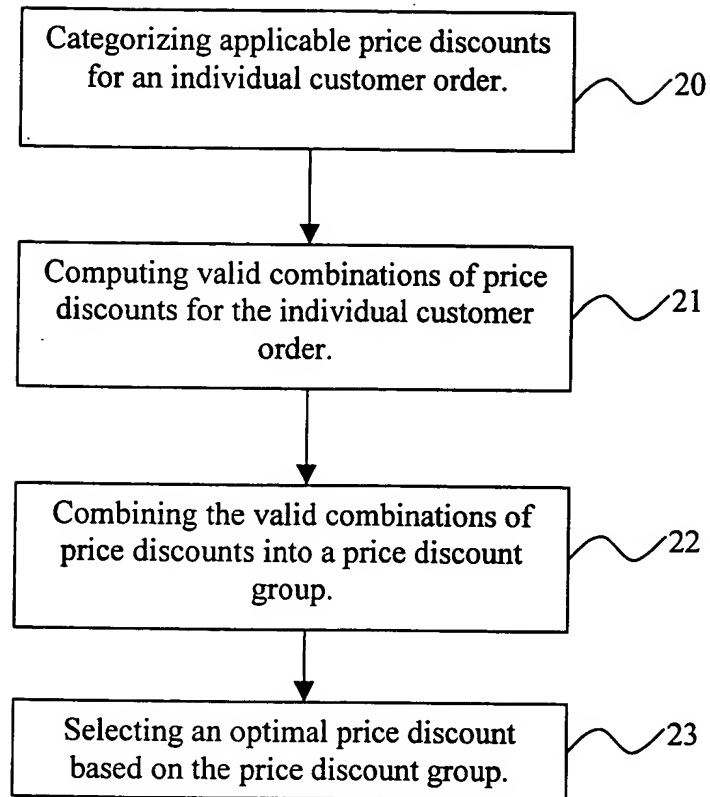 Categorizing applicable price discounts
for an individual customer order.
20
Computing valid combinations of price
discounts for the individual customer
order.
21
Combining the valid combinations of
price discounts into a price discount
group.
22
Selecting an optimal price discount
based on the price discount group.
23